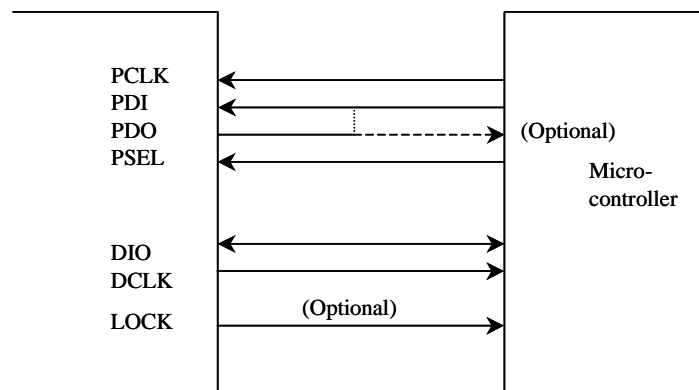 PCLK
PDI
PDO
(Optional)
PSEL
Micro-
controller
DIO
DCLK
(Optional)
LOCK